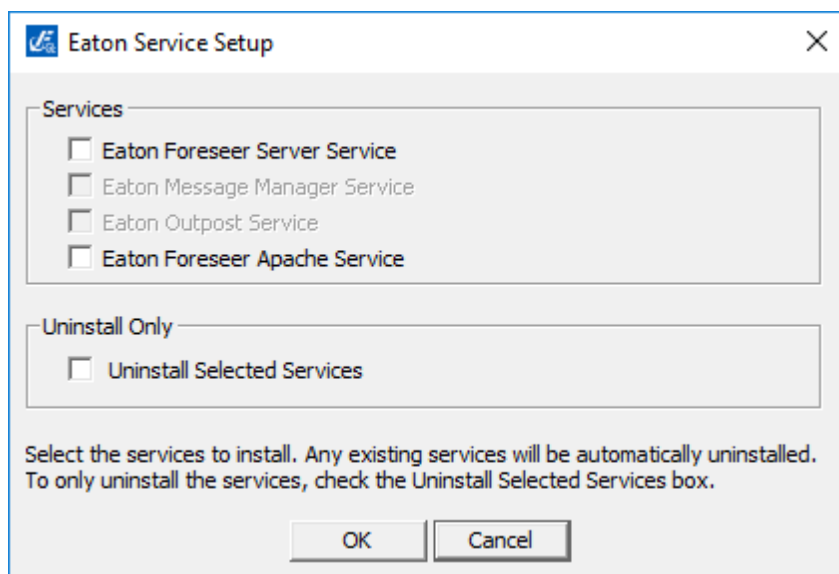 Eaton Service Setup
Services
Eaton Foreseer Server Service
Eaton Message Manager Service
Eaton Outpost Service
Eaton Foreseer Apache Service
Uninstall Only
Uninstall Selected Services
Select the services to install. Any existing services will be automatically uninstalled.
To only uninstall the services, check the Uninstall Selected Services box.
OK
Cancel